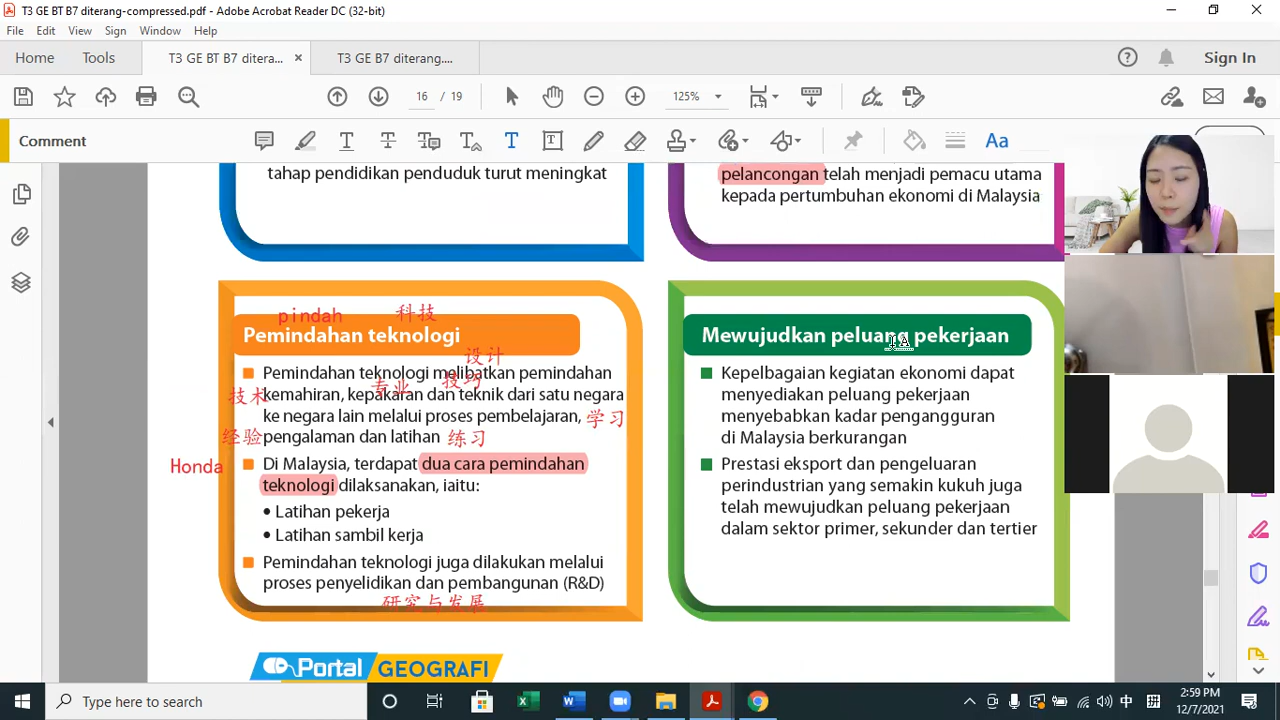 T3 GE BT B7 diterang-compressed.pdf - Adobe Acrobat Reader DC (32-bit)
File Edit View Sign Window Help
Home Tools T3 GE BT B7 ditera... × T3 GE BT B7 diterang.... Sign In
16 / 19 125%
Comment Aa
tahap pendidikan penduduk turut meningkat
pelancongan telah menjadi pemacu utama
kepada pertumbuhan ekonomi di Malaysia
pindah 科技
Pemindahan teknologi
设计
Pemindahan teknologi melibatkan pemindahan
专业 技巧
技术 kemahiran, kepakaran dan teknik dari satu negara
ke negara lain melalui proses pembelajaran, 学习
经验 pengalaman dan latihan 练习
Honda Di Malaysia, terdapat dua cara pemindahan
teknologi dilaksanakan, iaitu:
• Latihan pekerja
• Latihan sambil kerja
Pemindahan teknologi juga dilakukan melalui
proses penyelidikan dan pembangunan (R&D)
研究与发展
Mewujudkan peluang pekerjaan
Kepelbagaian kegiatan ekonomi dapat
menyediakan peluang pekerjaan
menyebabkan kadar pengangguran
di Malaysia berkurangan
Prestasi eksport dan pengeluaran
perindustrian yang semakin kukuh juga
telah mewujudkan peluang pekerjaan
dalam sektor primer, sekunder dan tertier
Portal GEOGRAFI
Type here to search
中 拼 2:59 PM
12/7/2021